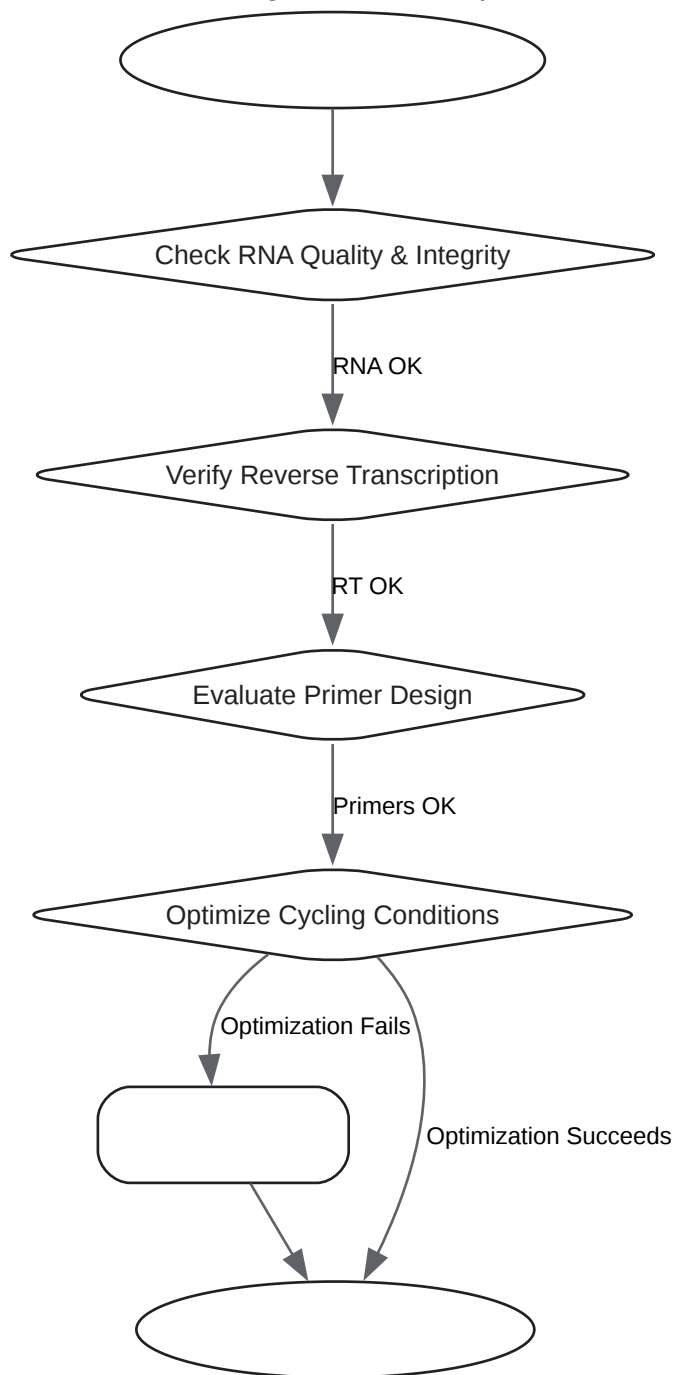 Check RNA Quality & Integrity
RNA OK
Verify Reverse Transcription
RT OK
Evaluate Primer Design
Primers OK
Optimize Cycling Conditions
Optimization Fails
Optimization Succeeds